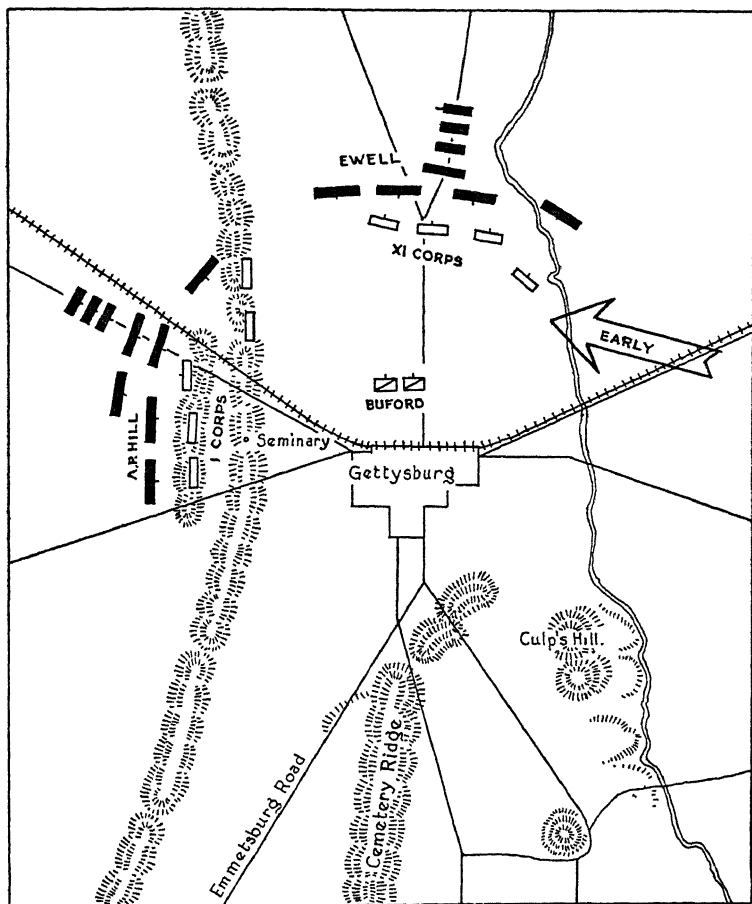 EWELL
XI CORPS
EARLY
BUFORD
A.P. HILL
I CORPS
Seminary
Gettysburg
Culp's Hill.
Emmetsburg Road
Cemetery Ridge